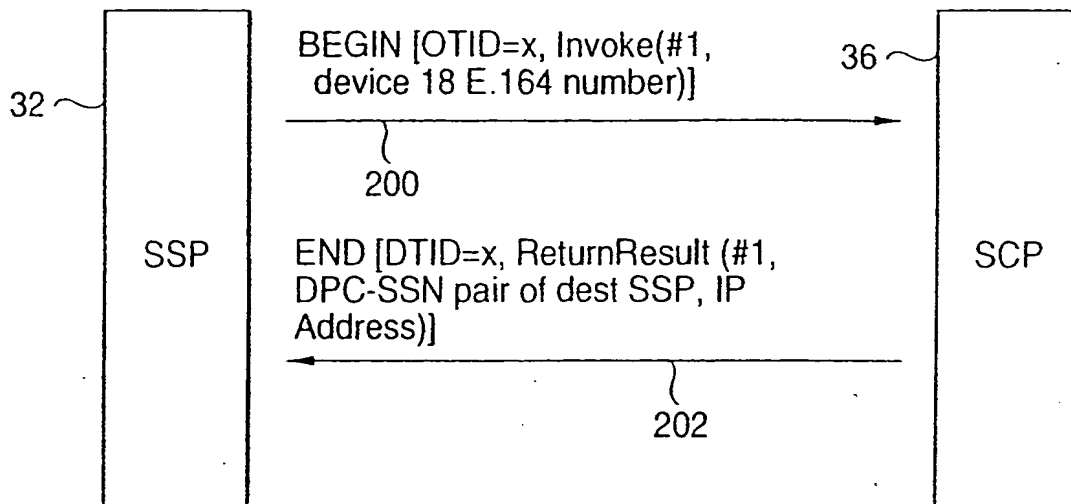 BEGIN [OTID=x, Invoke(#1,
device 18 E.164 number)]
36
32
200
SSP
END [DTID=x, ReturnResult (#1,
DPC-SSN pair of dest SSP, IP
Address)]
SCP
202